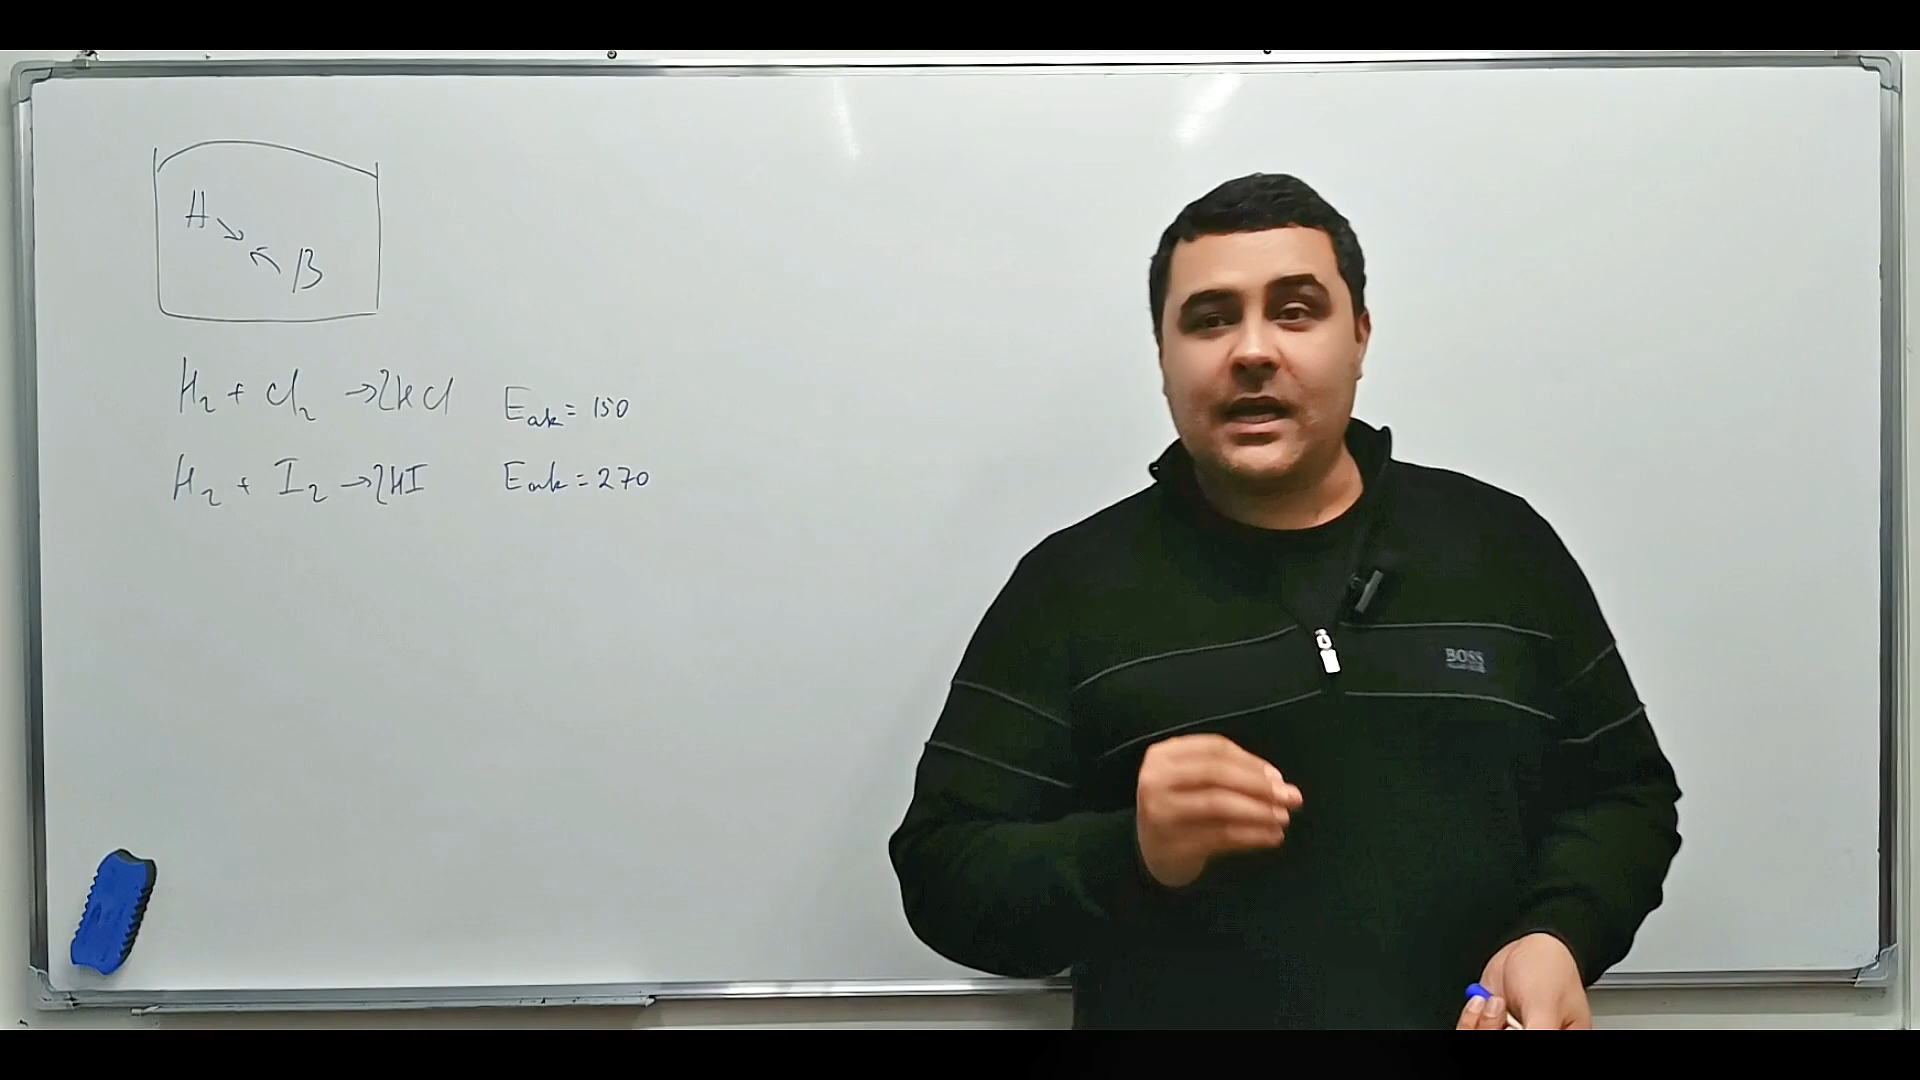 A
B
H₂ + Cl₂ → 2HCl Eak = 150
H₂ + I₂ → 2HI Eak = 270
BOSS